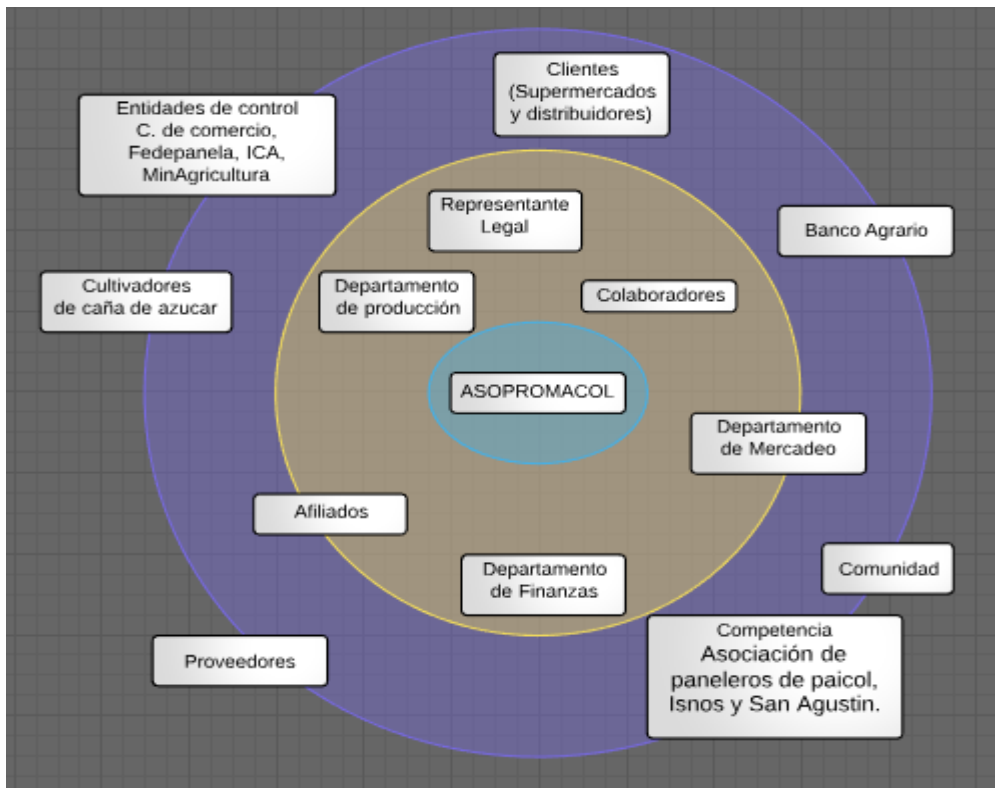 Clientes
(Supermercados
y distribuidores)
Entidades de control
C. de comercio,
Fedepanela, ICA,
MinAgricultura
Representante
Legal
Banco Agrario
Cultivadores
de caña de azucar
Departamento
de producción
Colaboradores
ASOPROMACOL
Departamento
de Mercadeo
Afiliados
Departamento
de Finanzas
Comunidad
Proveedores
Competencia
Asociación de
paneleros de paicol,
Isnos y San Agustin.